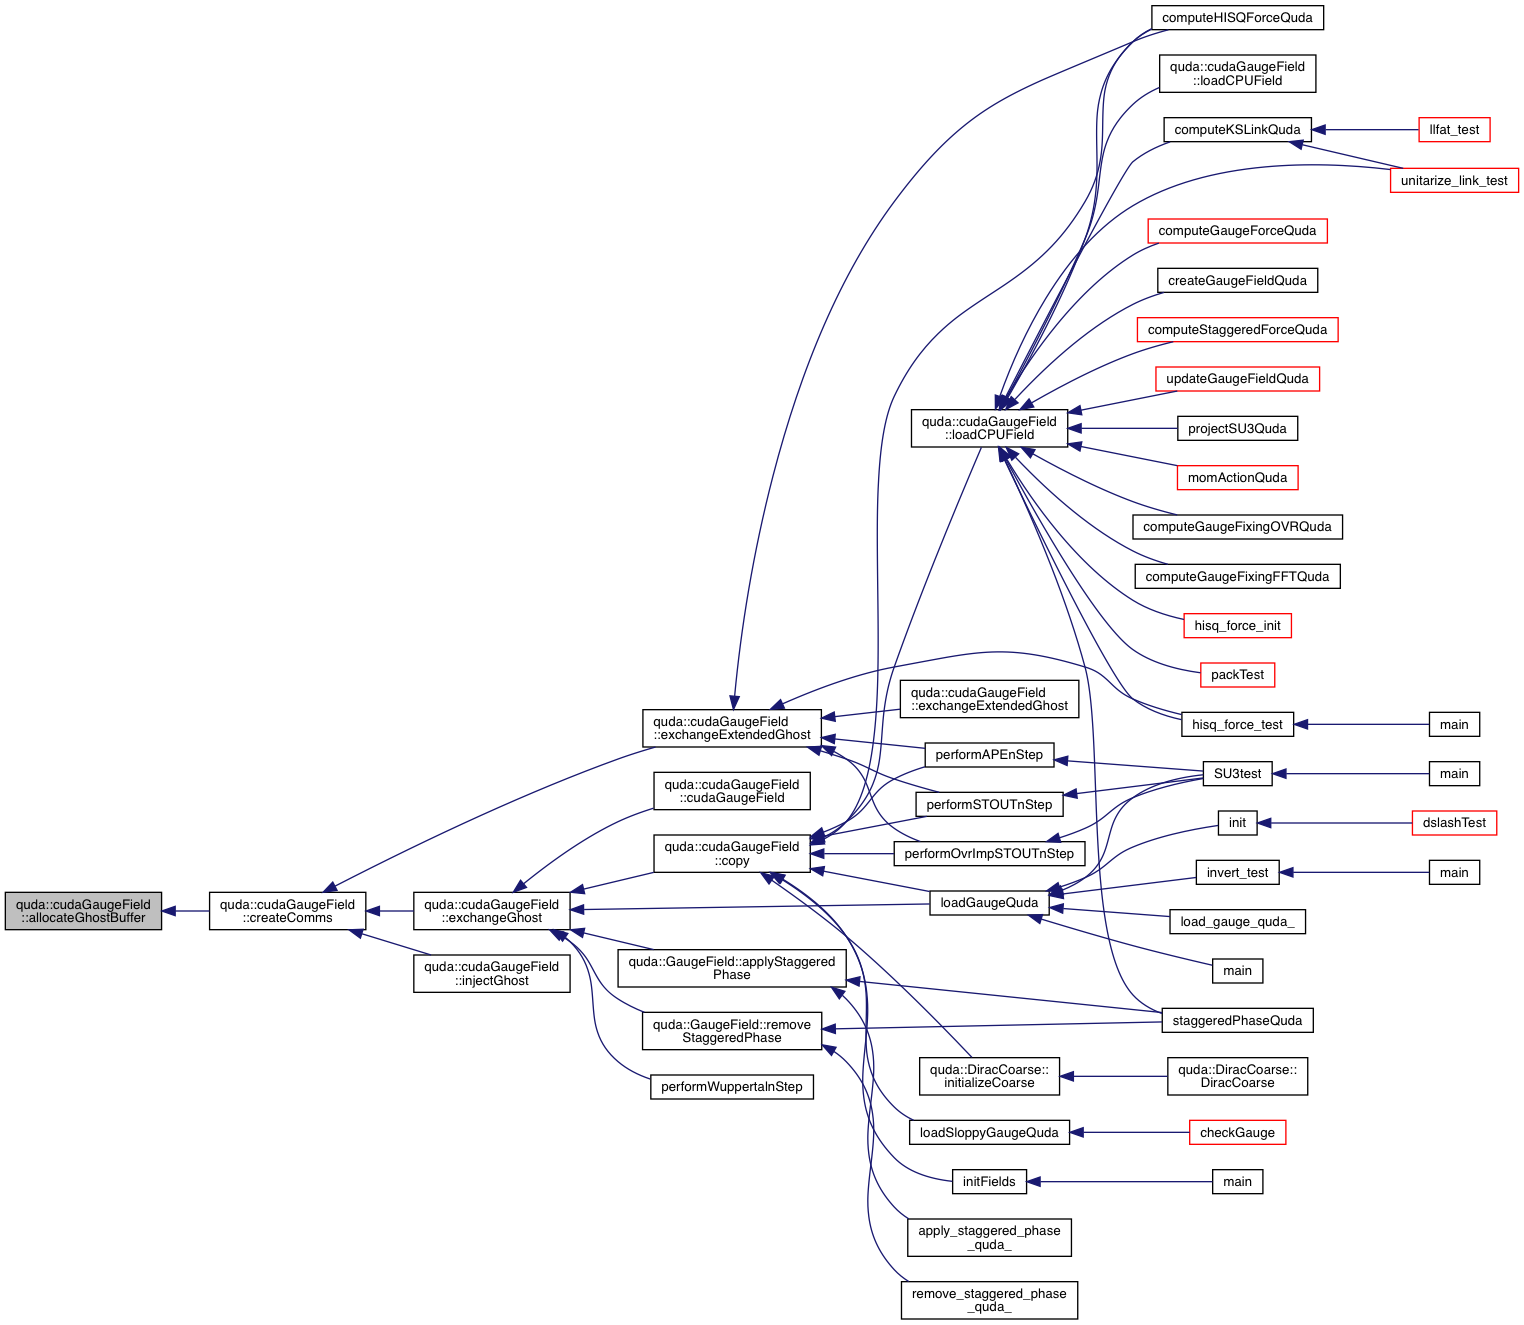 computeHISQForceQuda
quda::cudaGaugeField
::loadCPUField
computeKSLinkQuda
llfat_test
unitarize_link_test
computeGaugeForceQuda
createGaugeFieldQuda
computeStaggeredForceQuda
updateGaugeFieldQuda
quda::cudaGaugeField
::loadCPUField
projectSU3Quda
momActionQuda
computeGaugeFixingOVRQuda
computeGaugeFixingFFTQuda
hisq_force_init
packTest
quda::cudaGaugeField
::exchangeExtendedGhost
quda::cudaGaugeField
::exchangeExtendedGhost
hisq_force_test
main
performAPEnStep
SU3test
main
quda::cudaGaugeField
::cudaGaugeField
performSTOUTnStep
init
dslashTest
quda::cudaGaugeField
::copy
performOvrImpSTOUTnStep
invert_test
main
quda::cudaGaugeField
::allocateGhostBuffer
quda::cudaGaugeField
::createComms
quda::cudaGaugeField
::exchangeGhost
loadGaugeQuda
load_gauge_quda_
quda::cudaGaugeField
::injectGhost
quda::GaugeField::applyStaggered
Phase
main
quda::GaugeField::remove
StaggeredPhase
staggeredPhaseQuda
performWuppertalnStep
quda::DiracCoarse::
initializeCoarse
quda::DiracCoarse::
DiracCoarse
loadSloppyGaugeQuda
checkGauge
initFields
main
apply_staggered_phase
_quda_
remove_staggered_phase
_quda_